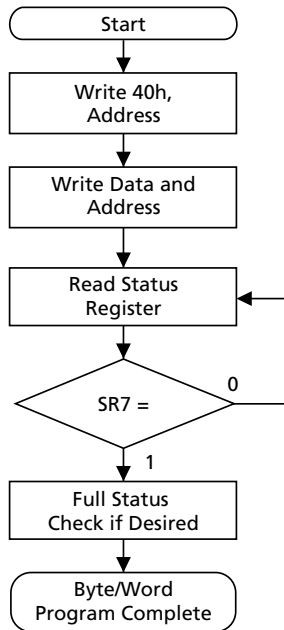 Start
Write 40h,
Address
Write Data and
Address
Read Status
Register
SR7 =
0
1
Full Status
Check if Desired
Byte/Word
Program Complete